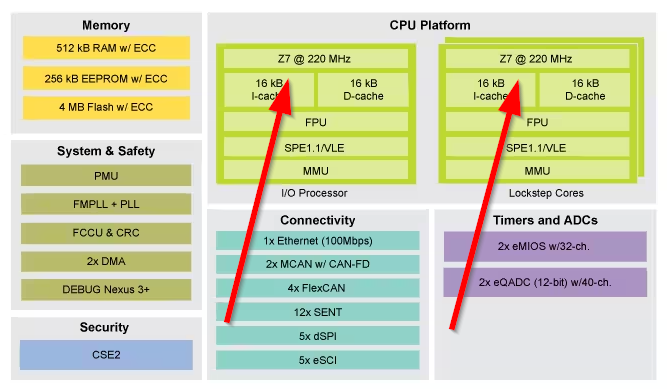 Memory
512 kB RAM w/ ECC
256 kB EEPROM w/ ECC
4 MB Flash w/ ECC
System & Safety
PMU
FMPLL + PLL
FCCU & CRC
2x DMA
DEBUG Nexus 3+
Security
CSE2
CPU Platform
Z7 @ 220 MHz
16 kB
I-cache
16 kB
D-cache
FPU
SPE1.1/VLE
MMU
I/O Processor
Z7 @ 220 MHz
16 kB
I-cache
16 kB
D-cache
FPU
SPE1.1/VLE
MMU
Lockstep Cores
Connectivity
1x Ethernet (100Mbps)
2x MCAN w/ CAN-FD
4x FlexCAN
12x SENT
5x dSPI
5x eSCI
Timers and ADCs
2x eMIOS w/32-ch.
2x eQADC (12-bit) w/40-ch.